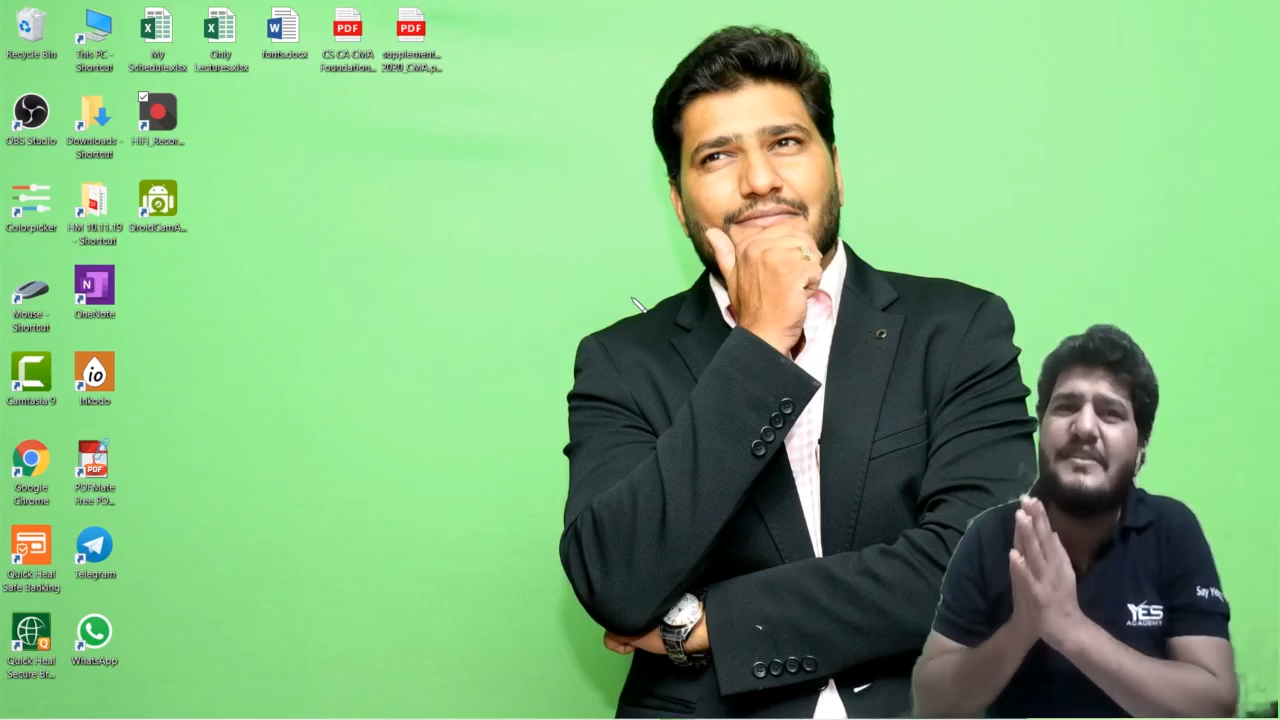 Recycle Bin
This PC - Shortcut
My Schedule.xlsx
Only Lectures.xlsx
fonts.docx
CS CA CMA Foundation...
supplement... 2020_CMA.p...
OBS Studio
Downloads - Shortcut
HiFi_Recor...
Colorpicker
HM 10.11.19 - Shortcut
DroidCamA...
Mouse - Shortcut
OneNote
Camtasia 9
Inkodo
Google Chrome
PDFMate Free PD...
Quick Heal Safe Banking
Telegram
Quick Heal Secure Br...
WhatsApp
PDF
PDF
N
io
PDF
YES
ACADEMY
Say